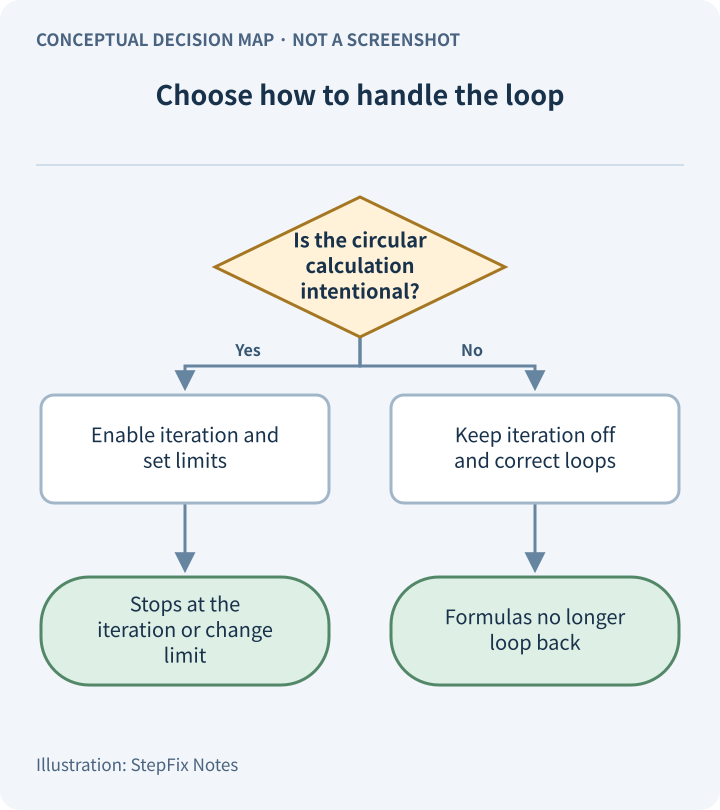 CONCEPTUAL DECISION MAP · NOT A SCREENSHOT
Choose how to handle the loop
Is the circular
calculation
intentional?
Yes
No
Enable iteration and
set limits
Keep iteration off
and correct loops
Stops at the
iteration or change
limit
Formulas no longer
loop back
Illustration: StepFix Notes